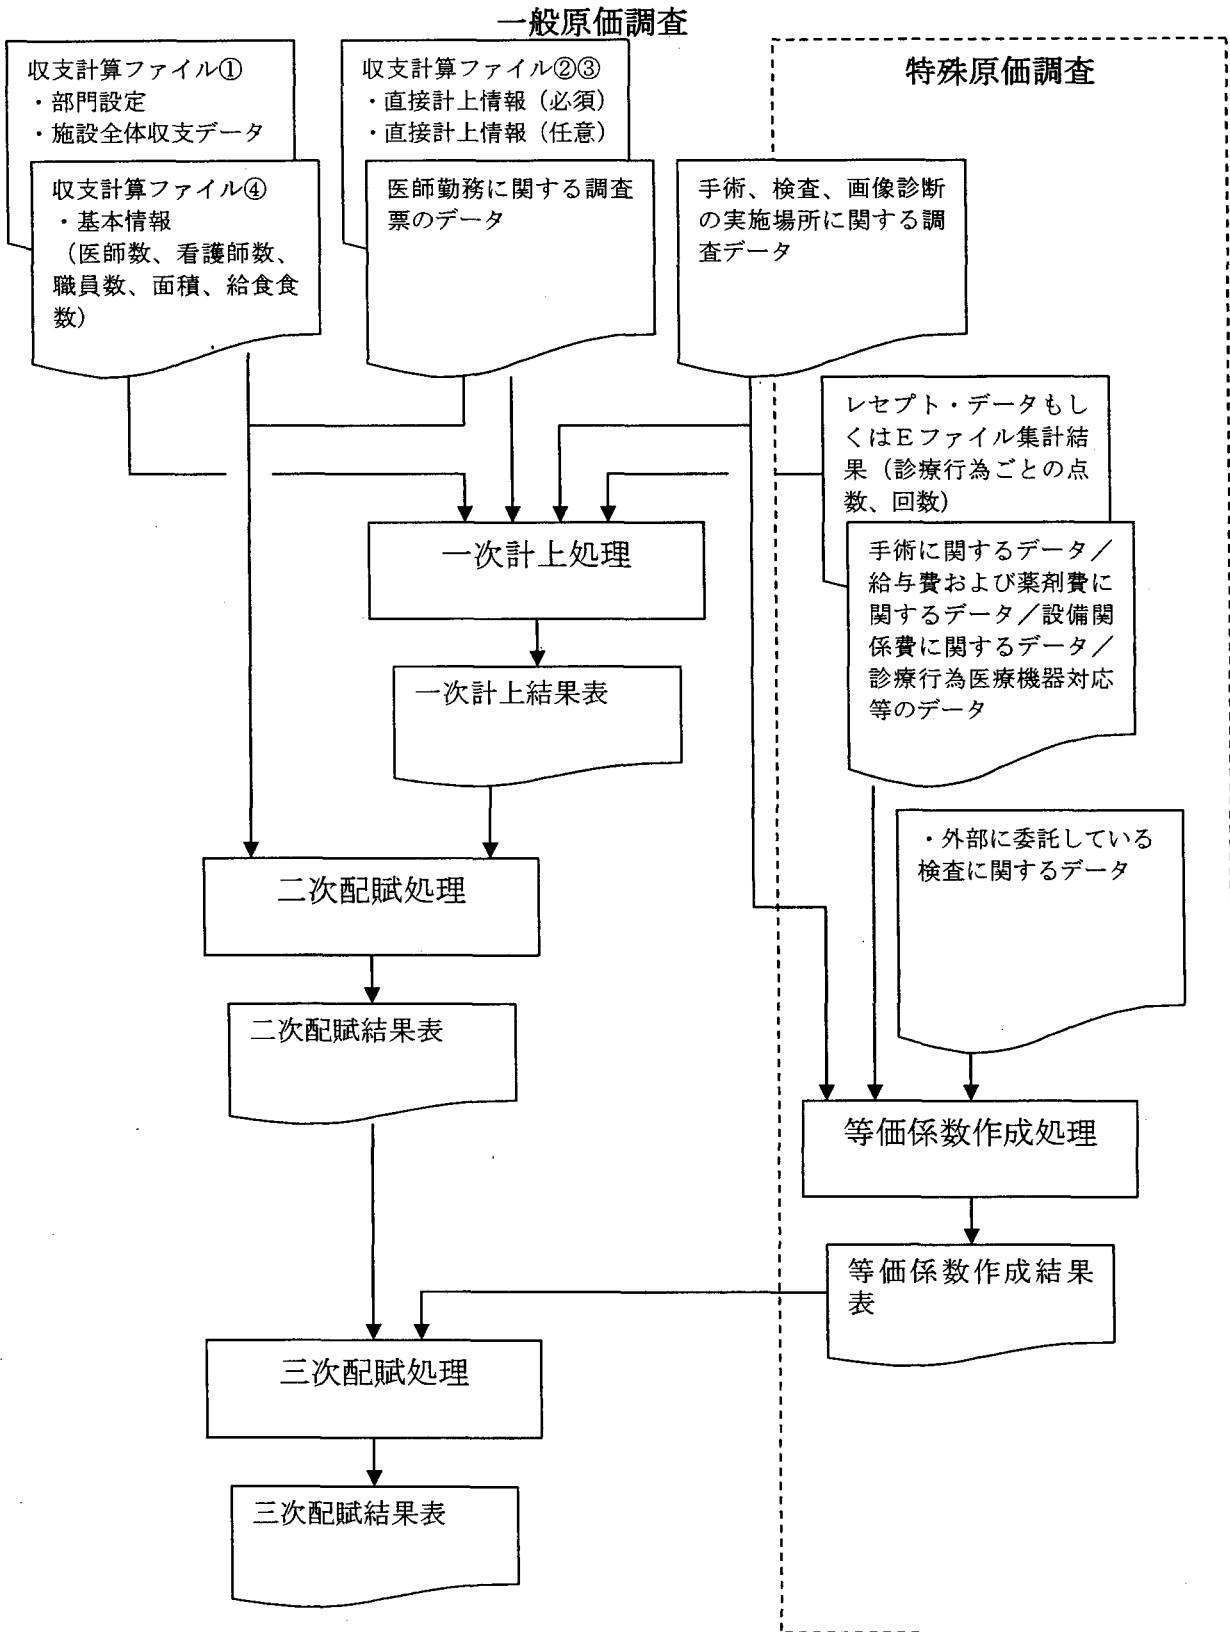 一般原価調査
収支計算ファイル①
・部門設定
・施設全体収支データ
収支計算ファイル④
・基本情報
（医師数、看護師数、
職員数、面積、給食食
数）
収支計算ファイル②③
・直接計上情報（必須）
・直接計上情報（任意）
医師勤務に関する調査
票のデータ
特殊原価調査
手術、検査、画像診断
の実施場所に関する調
査データ
レセプト・データもし
くはＥファイル集計結
果（診療行為ごとの点
数、回数）
手術に関するデータ／
給与費および薬剤費に
関するデータ／設備関
係費に関するデータ／
診療行為医療機器対応
等のデータ
一次計上処理
一次計上結果表
・外部に委託している
検査に関するデータ
二次配賦処理
二次配賦結果表
等価係数作成処理
等価係数作成結果
表
三次配賦処理
三次配賦結果表